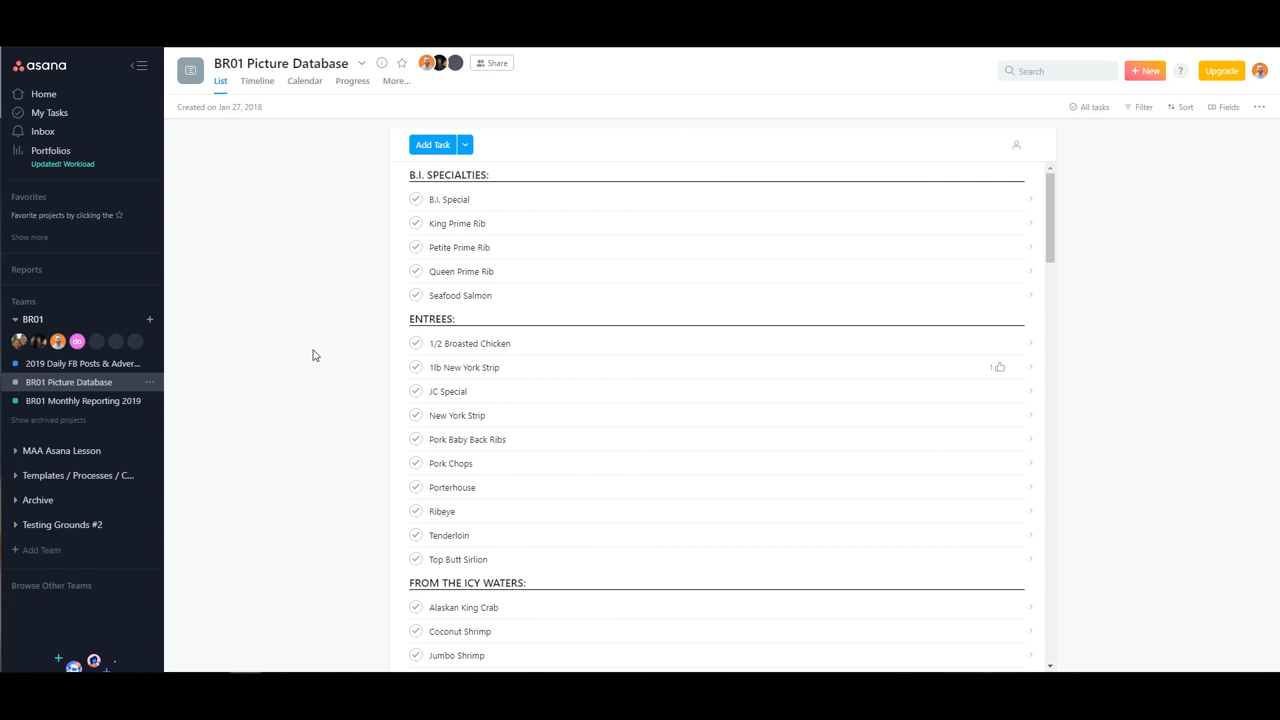 asana
Home
My Tasks
Inbox
Portfolios
Updated! Workload
Favorites
Favorite projects by clicking the
Show more
Reports
Teams
BR01
do
2019 Daily FB Posts & Adver...
BR01 Picture Database
BR01 Monthly Reporting 2019
Show archived projects
MAA Asana Lesson
Templates / Processes / C...
Archive
Testing Grounds #2
+ Add Team
Browse Other Teams
BR01 Picture Database
Share
List Timeline Calendar Progress More...
Search
+ New
?
Upgrade
Created on Jan 27, 2018
All tasks Filter Sort Fields
Add Task
B.I. SPECIALTIES:
B.I. Special
King Prime Rib
Petite Prime Rib
Queen Prime Rib
Seafood Salmon
ENTREES:
1/2 Broasted Chicken
1lb New York Strip 1
JC Special
New York Strip
Pork Baby Back Ribs
Pork Chops
Porterhouse
Ribeye
Tenderloin
Top Butt Sirlion
FROM THE ICY WATERS:
Alaskan King Crab
Coconut Shrimp
Jumbo Shrimp